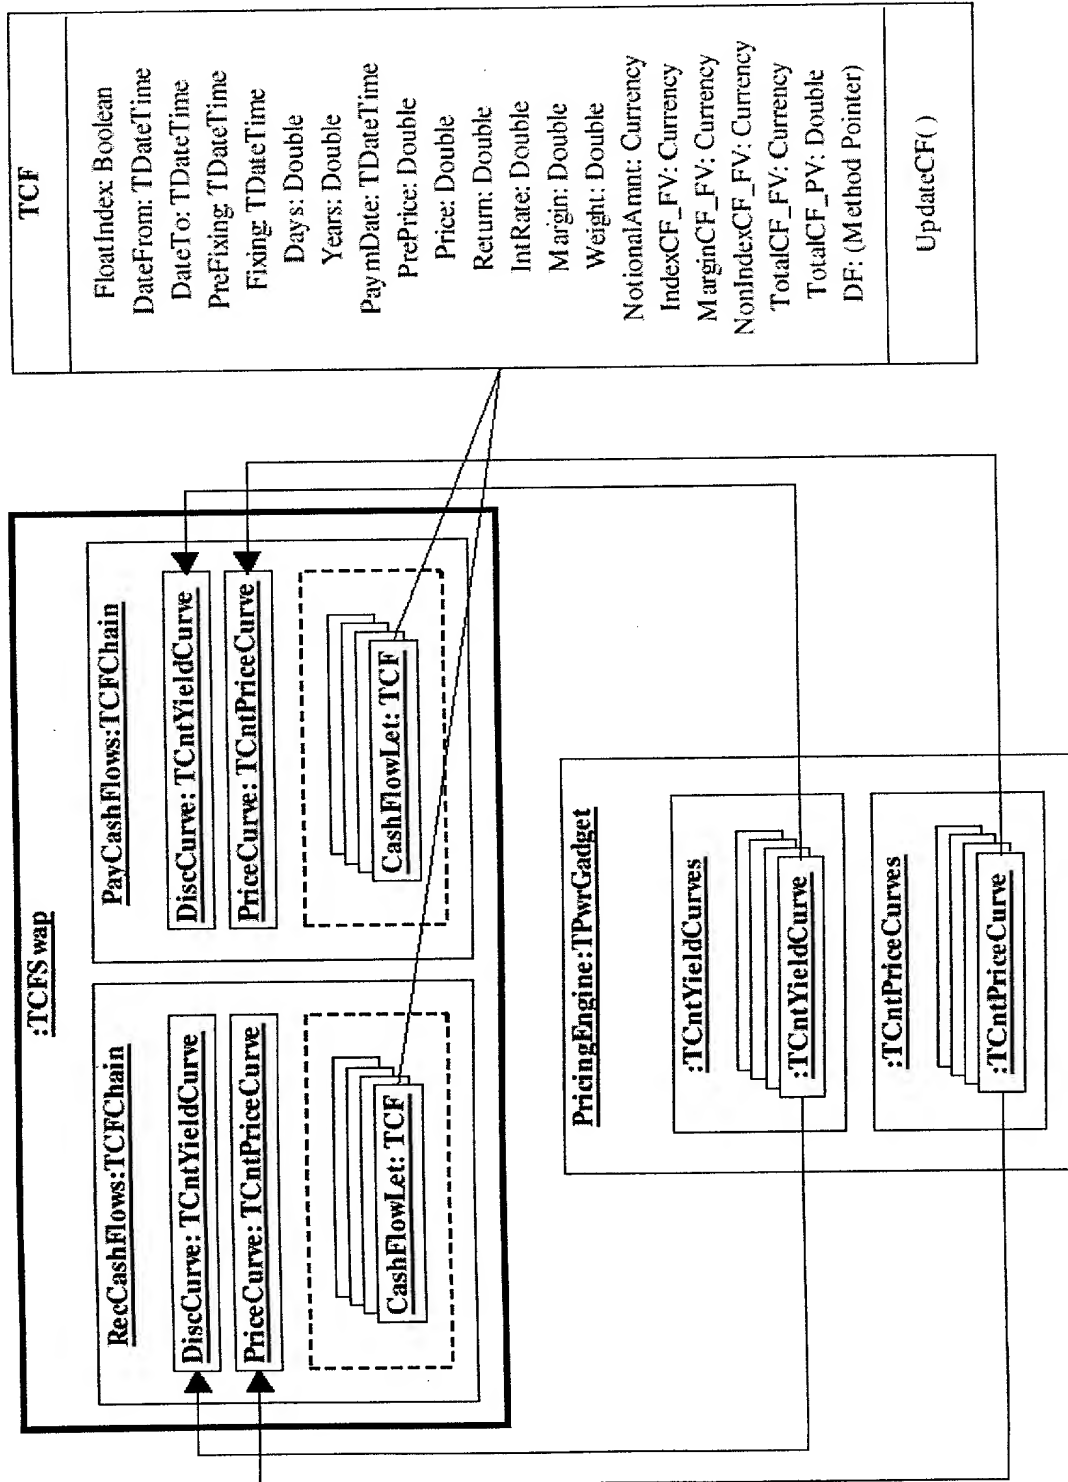 :TCFSwap
RecCashFlows:TCFChain
DiscCurve: TCntYieldCurve
PriceCurve: TCntPriceCurve
CashFlowLet: TCF
PayCashFlows:TCFChain
DiscCurve: TCntYieldCurve
PriceCurve: TCntPriceCurve
CashFlowLet: TCF
PricingEngine:TPwrGadget
:TCntYieldCurves
:TCntYieldCurve
:TCntPriceCurves
:TCntPriceCurve
TCF
FloatIndex: Boolean
DateFrom: TDateTime
DateTo: TDateTime
PreFixing: TDateTime
Fixing: TDateTime
Days: Double
Years: Double
PaymDate: TDateTime
PrePrice: Double
Price: Double
Return: Double
IntRate: Double
Margin: Double
Weight: Double
NotionalAmnt: Currency
IndexCF_FV: Currency
MarginCF_FV: Currency
NonIndexCF_FV: Currency
TotalCF_FV: Currency
TotalCF_PV: Double
DF: (Method Pointer)
UpdateCF( )